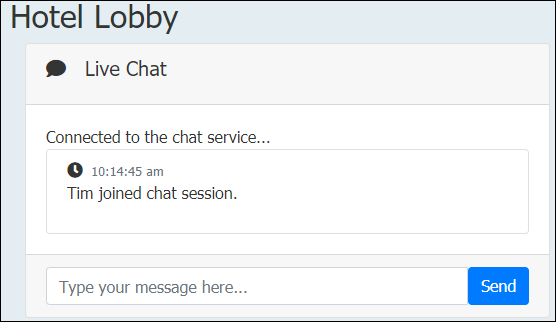 Hotel Lobby
Live Chat
Connected to the chat service...
10:14:45 am
Tim joined chat session.
Type your message here...
Send